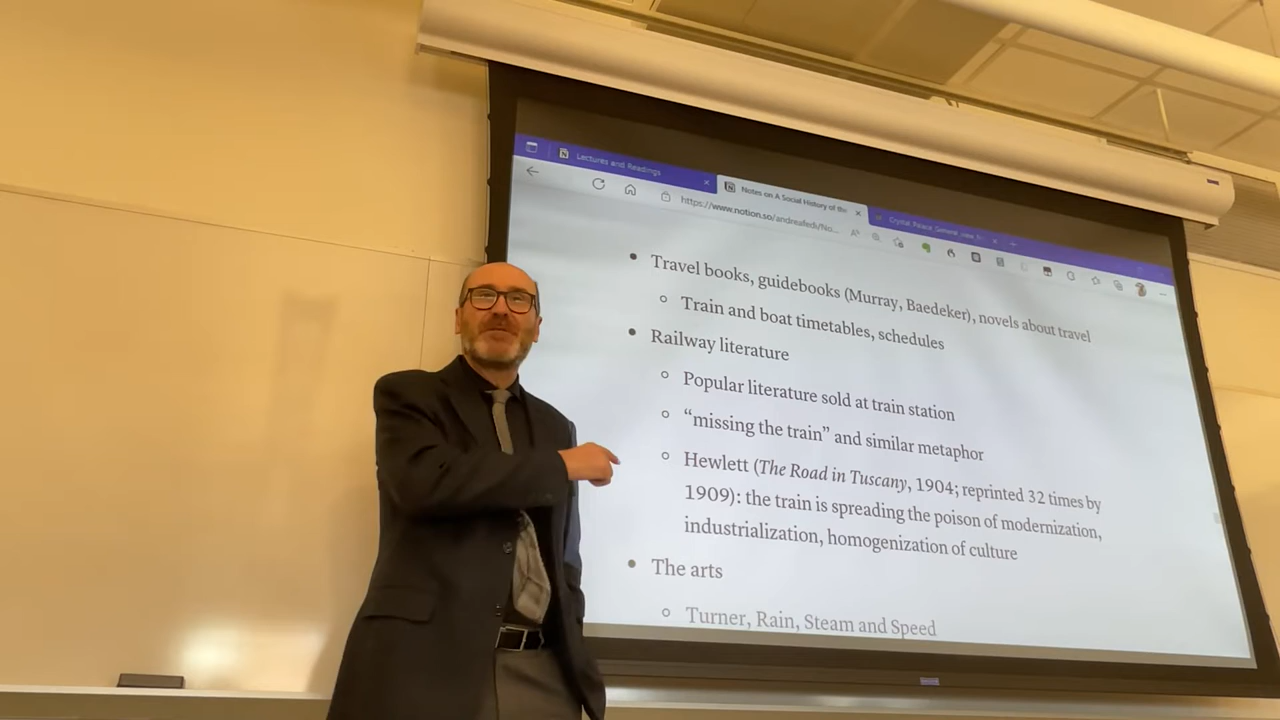 Lectures and Readings
Notes on A Social History of the
https://www.notion.so/andreafedi/No...
Travel books, guidebooks (Murray, Baedeker), novels about travel
Train and boat timetables, schedules
Railway literature
Popular literature sold at train station
“missing the train” and similar metaphor
Hewlett (The Road in Tuscany, 1904; reprinted 32 times by
1909): the train is spreading the poison of modernization,
industrialization, homogenization of culture
The arts
Turner, Rain, Steam and Speed